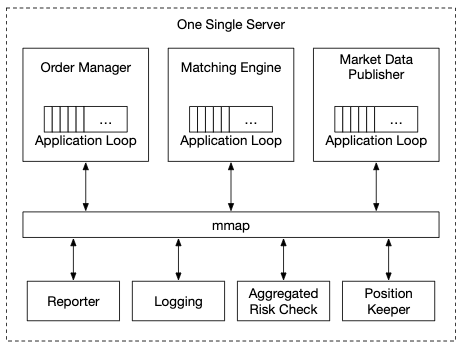 One Single Server
Order Manager
Matching Engine
Market Data
Publisher
...
Application Loop
...
Application Loop
...
Application Loop
mmap
Reporter
Logging
Aggregated
Risk Check
Position
Keeper